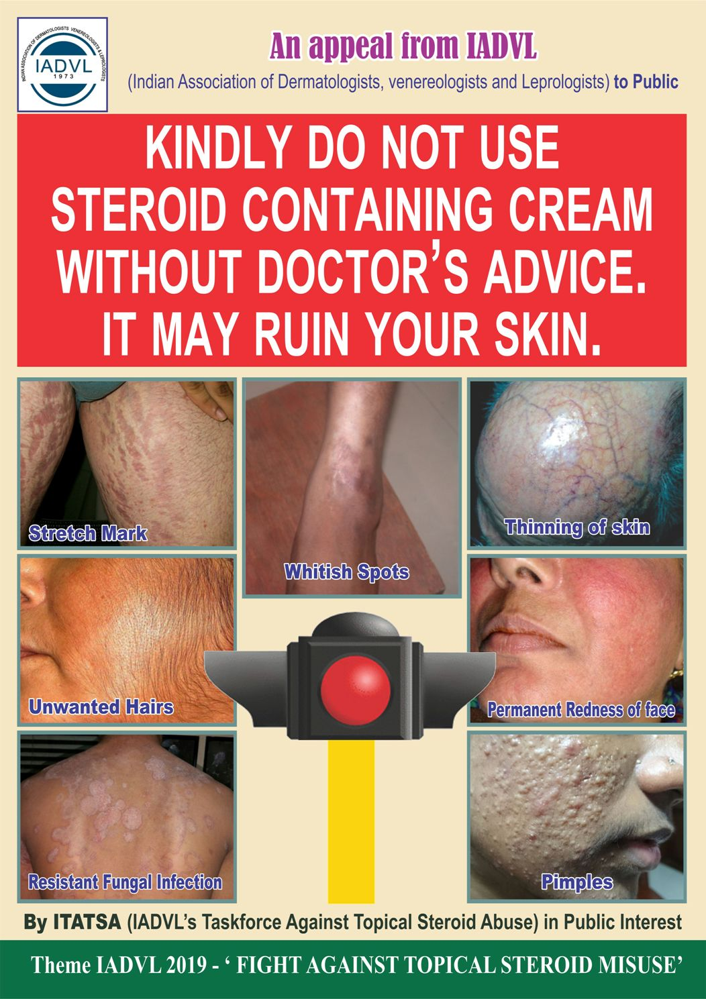 INDIAN ASSOCIATION OF DERMATOLOGISTS VENEREOLOGISTS & LEPROLOGISTS
IADVL
1973
An appeal from IADVL
(Indian Association of Dermatologists, venereologists and Leprologists) to Public
KINDLY DO NOT USE
STEROID CONTAINING CREAM
WITHOUT DOCTOR'S ADVICE.
IT MAY RUIN YOUR SKIN.
Stretch Mark
Whitish Spots
Thinning of skin
Unwanted Hairs
Permanent Redness of face
Resistant Fungal Infection
Pimples
By ITATSA (IADVL's Taskforce Against Topical Steroid Abuse) in Public Interest
Theme IADVL 2019 - ‘ FIGHT AGAINST TOPICAL STEROID MISUSE’